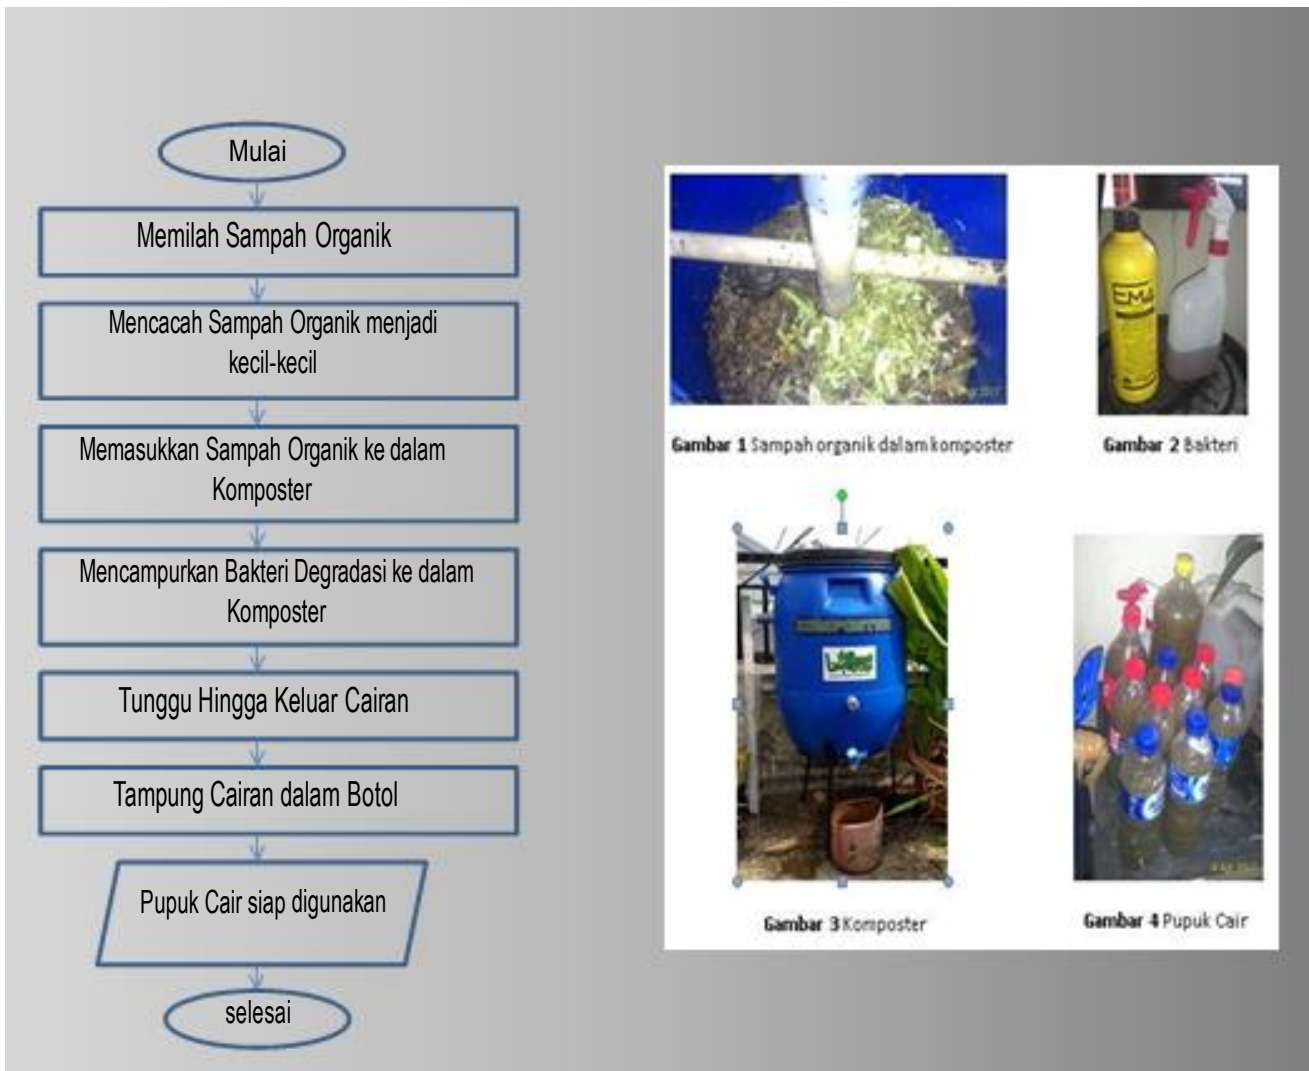 Mulai
Memilah Sampah Organik
Mencacah Sampah Organik menjadi
kecil-kecil
Memasukkan Sampah Organik ke dalam
Komposter
Mencampurkan Bakteri Degradasi ke dalam
Komposter
Tunggu Hingga Keluar Cairan
Tampung Cairan dalam Botol
Pupuk Cair siap digunakan
selesai
Gambar 1 Sampah organik dalam komposter
EM4
Gambar 2 Bakteri
Gambar 3 Komposter
Gambar 4 Pupuk Cair